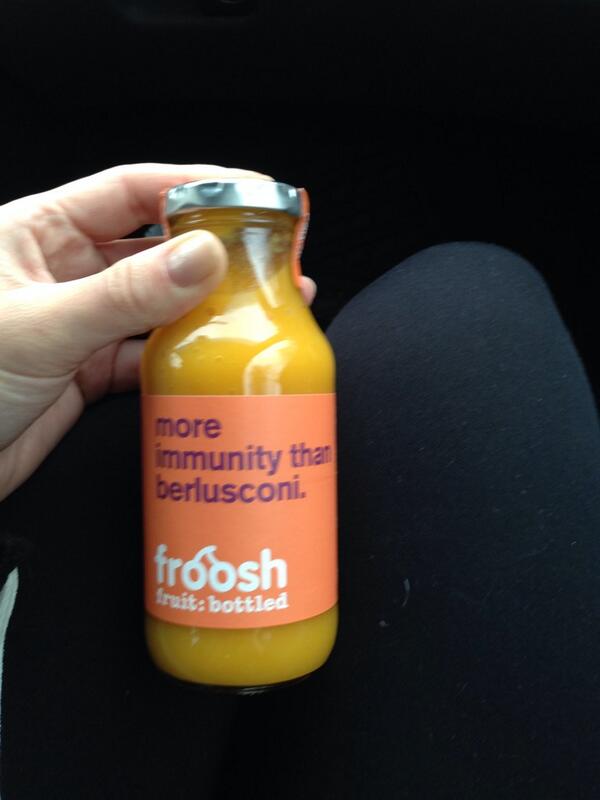 more
immunity than
berlusconi.
froosh
fruit: bottled